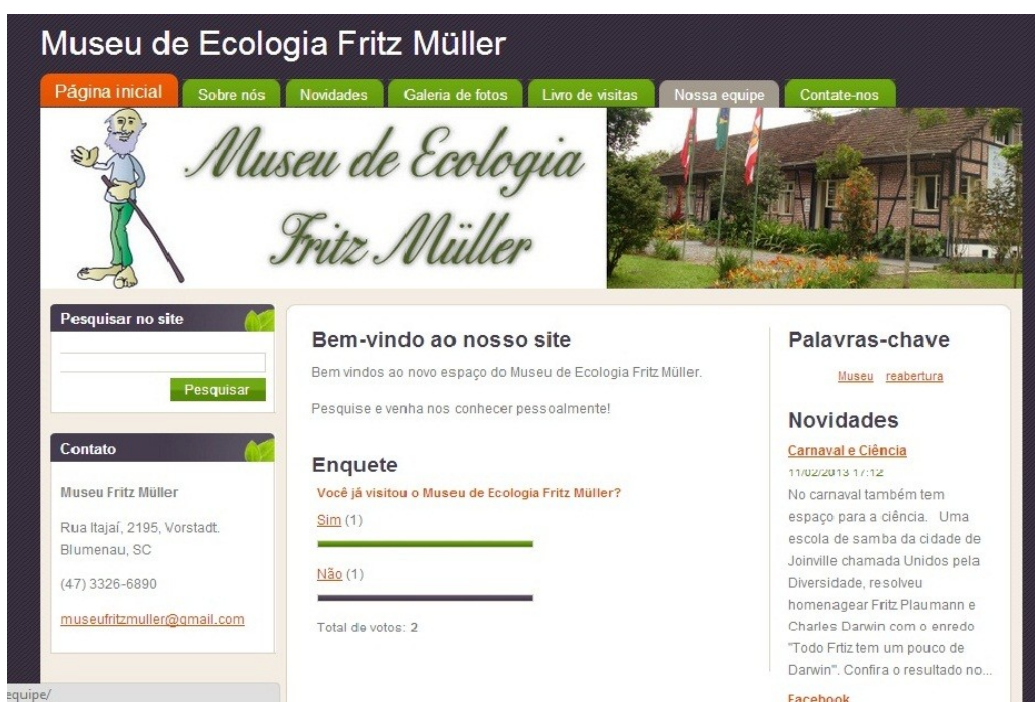 Museu de Ecologia Fritz Müller
Página inicial
Sobre nós
Novidades
Galeria de fotos
Livro de visitas
Nossa equipe
Contate-nos
Museu de Ecologia
Fritz Müller
Pesquisar no site
Pesquisar
Contato
Museu Fritz Müller
Rua Itajaí, 2195, Vorstadt.
Blumenau, SC
(47) 3326-6890
museufritzmuller@gmail.com
Bem-vindo ao nosso site
Bem vindos ao novo espaço do Museu de Ecologia Fritz Müller.
Pesquise e venha nos conhecer pessoalmente!
Enquete
Você já visitou o Museu de Ecologia Fritz Müller?
Sim (1)
Não (1)
Total de votos: 2
Palavras-chave
Museu reabertura
Novidades
Carnaval e Ciência
11/02/2013 17:12
No carnaval também tem
espaço para a ciência. Uma
escola de samba da cidade de
Joinville chamada Unidos pela
Diversidade, resolveu
homenagear Fritz Plaumann e
Charles Darwin com o enredo
"Todo Frtiz tem um pouco de
Darwin". Confira o resultado no...
Facebook
equipe/